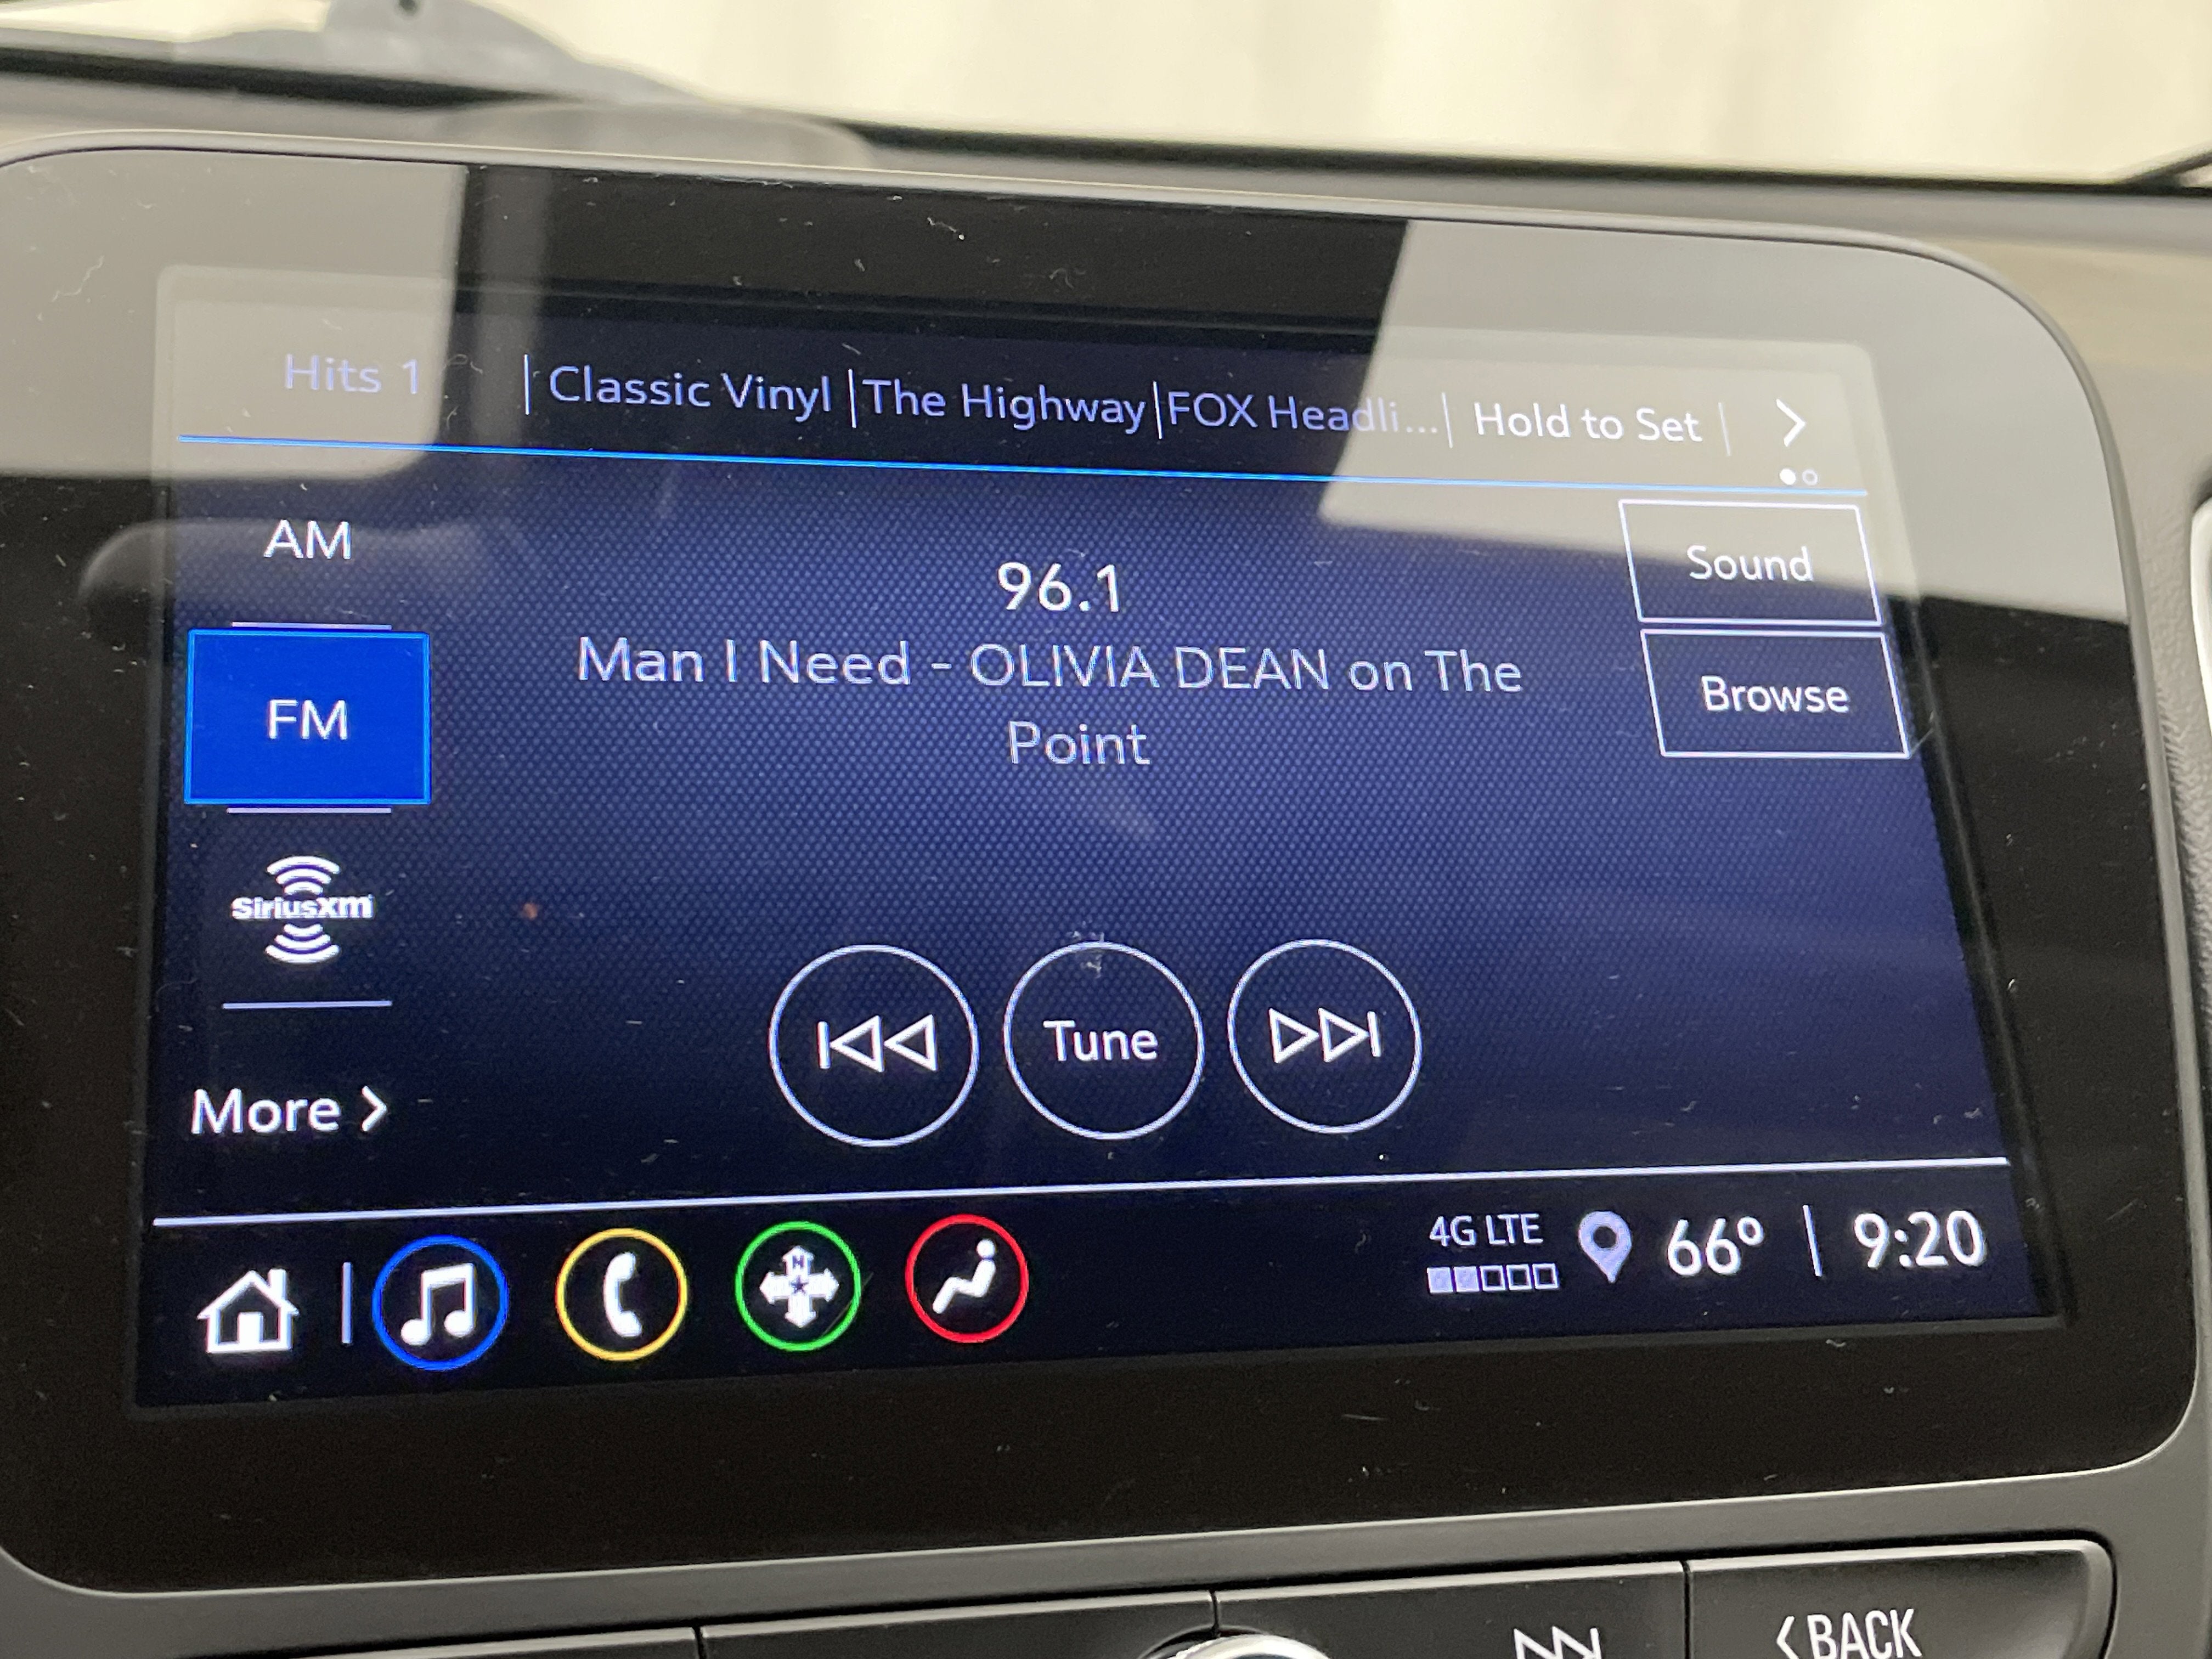 Hits 1 | Classic Vinyl | The Highway | FOX Headli... | Hold to Set |
AM
96.1
Sound
Man I Need - OLIVIA DEAN on The
Point
Browse
FM
SiriusXM
Tune
More
4G LTE
66° | 9:20
N
BACK